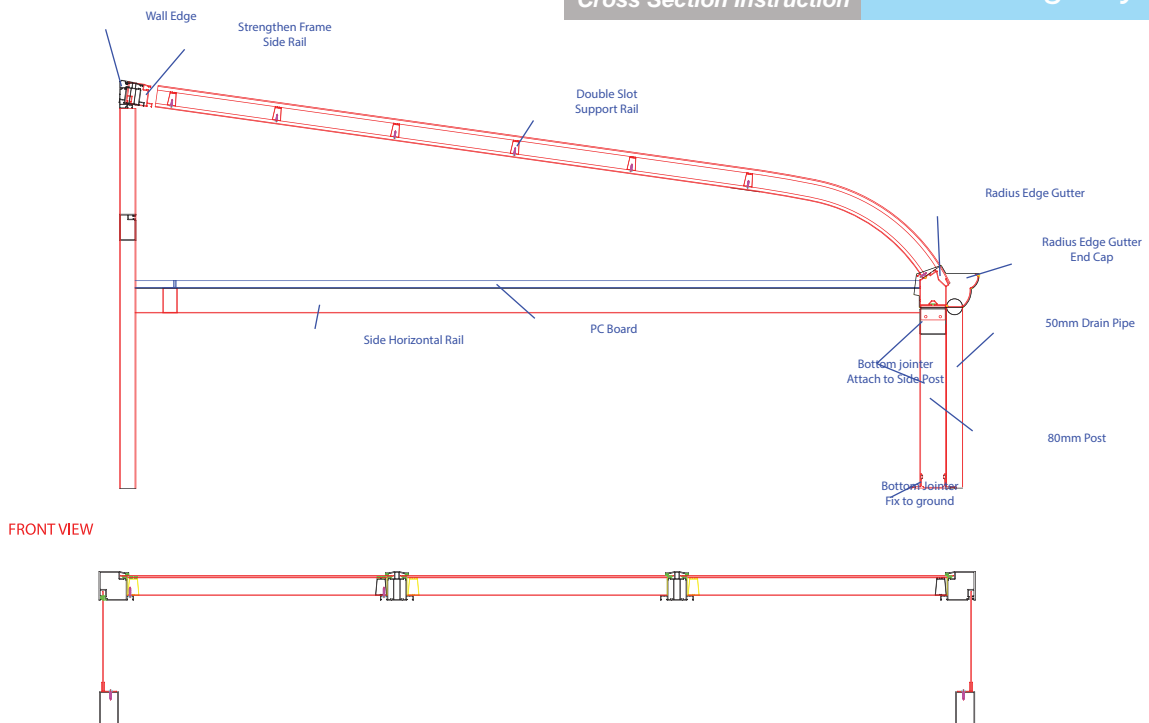 Cross Section Instruction
Wall Edge
Strengthen Frame
Side Rail
Double Slot
Support Rail
Radius Edge Gutter
Radius Edge Gutter
End Cap
50mm Drain Pipe
Side Horizontal Rail
PC Board
Bottom jointer
Attach to Side Post
80mm Post
Bottom Jointer
Fix to ground
FRONT VIEW